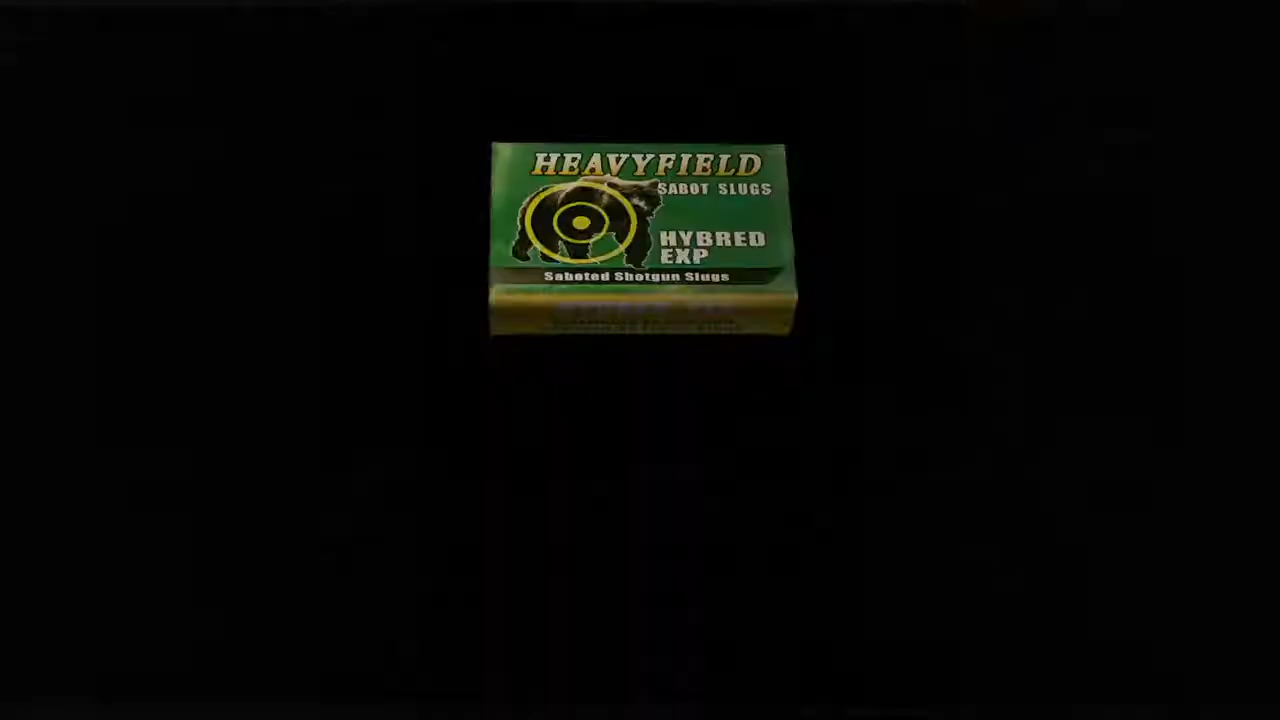 HEAVYFIELD
SABOT SLUGS
HYBRED
EXP
Saboted Shotgun Slugs